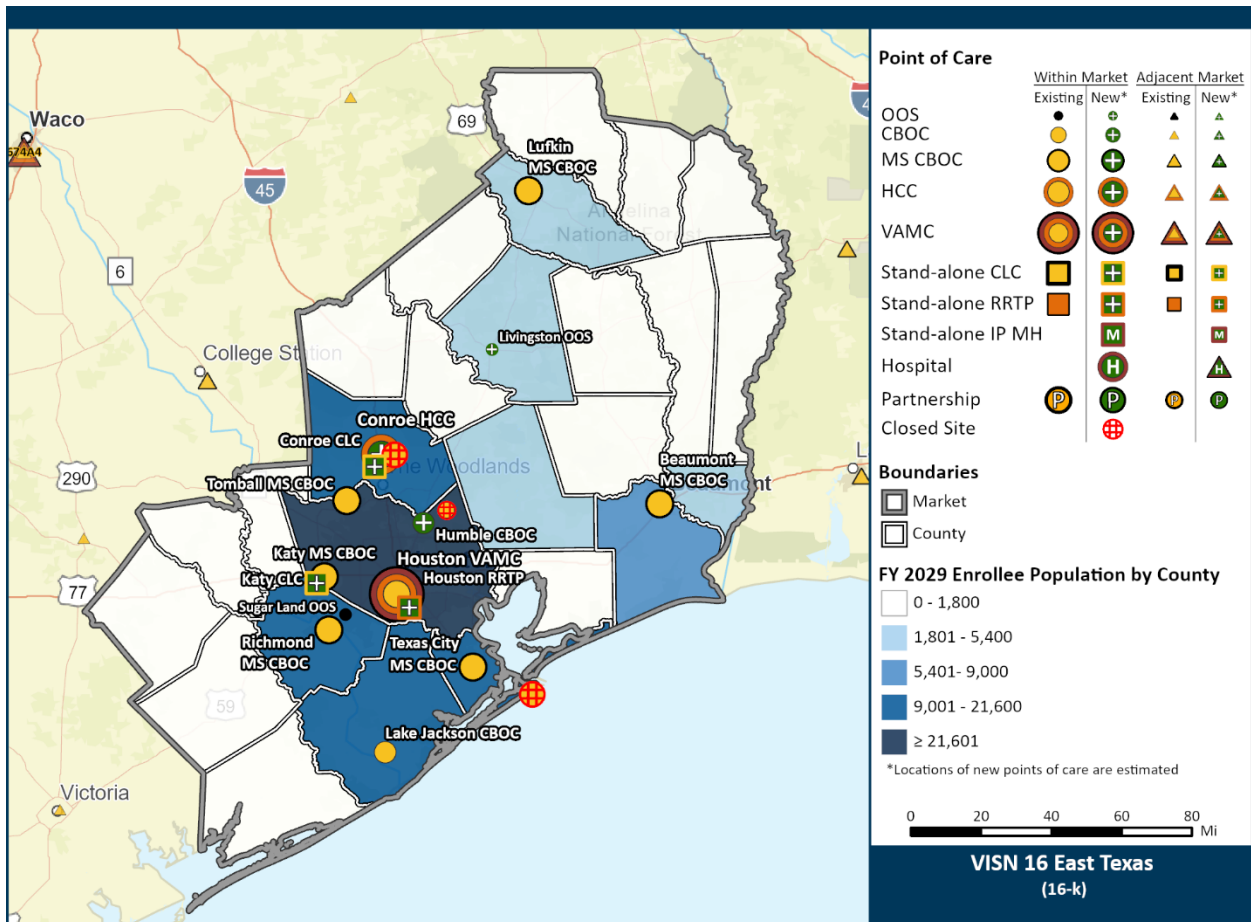 Waco
674A4
69
45
6
290
77
59
Lufkin
MS CBOC
Angelina
National Forest
Livingston OOS
College Station
Conroe HCC
Conroe CLC
The Woodlands
Tomball MS CBOC
Beaumont
MS CBOC
Beaumont
Humble CBOC
Katy MS CBOC
Houston VAMC
Katy CLC
Houston RRTP
Sugar Land OOS
Richmond
MS CBOC
Texas City
MS CBOC
Lake Jackson CBOC
Victoria
Point of Care
Within Market Adjacent Market
Existing New* Existing New*
OOS
CBOC
MS CBOC
HCC
VAMC
Stand-alone CLC
Stand-alone RRTP
Stand-alone IP MH M M
Hospital H H
Partnership P P P P
Closed Site
Boundaries
Market
County
FY 2029 Enrollee Population by County
0 - 1,800
1,801 - 5,400
5,401- 9,000
9,001 - 21,600
≥ 21,601
*Locations of new points of care are estimated
0 20 40 60 80
Mi
VISN 16 East Texas
(16-k)